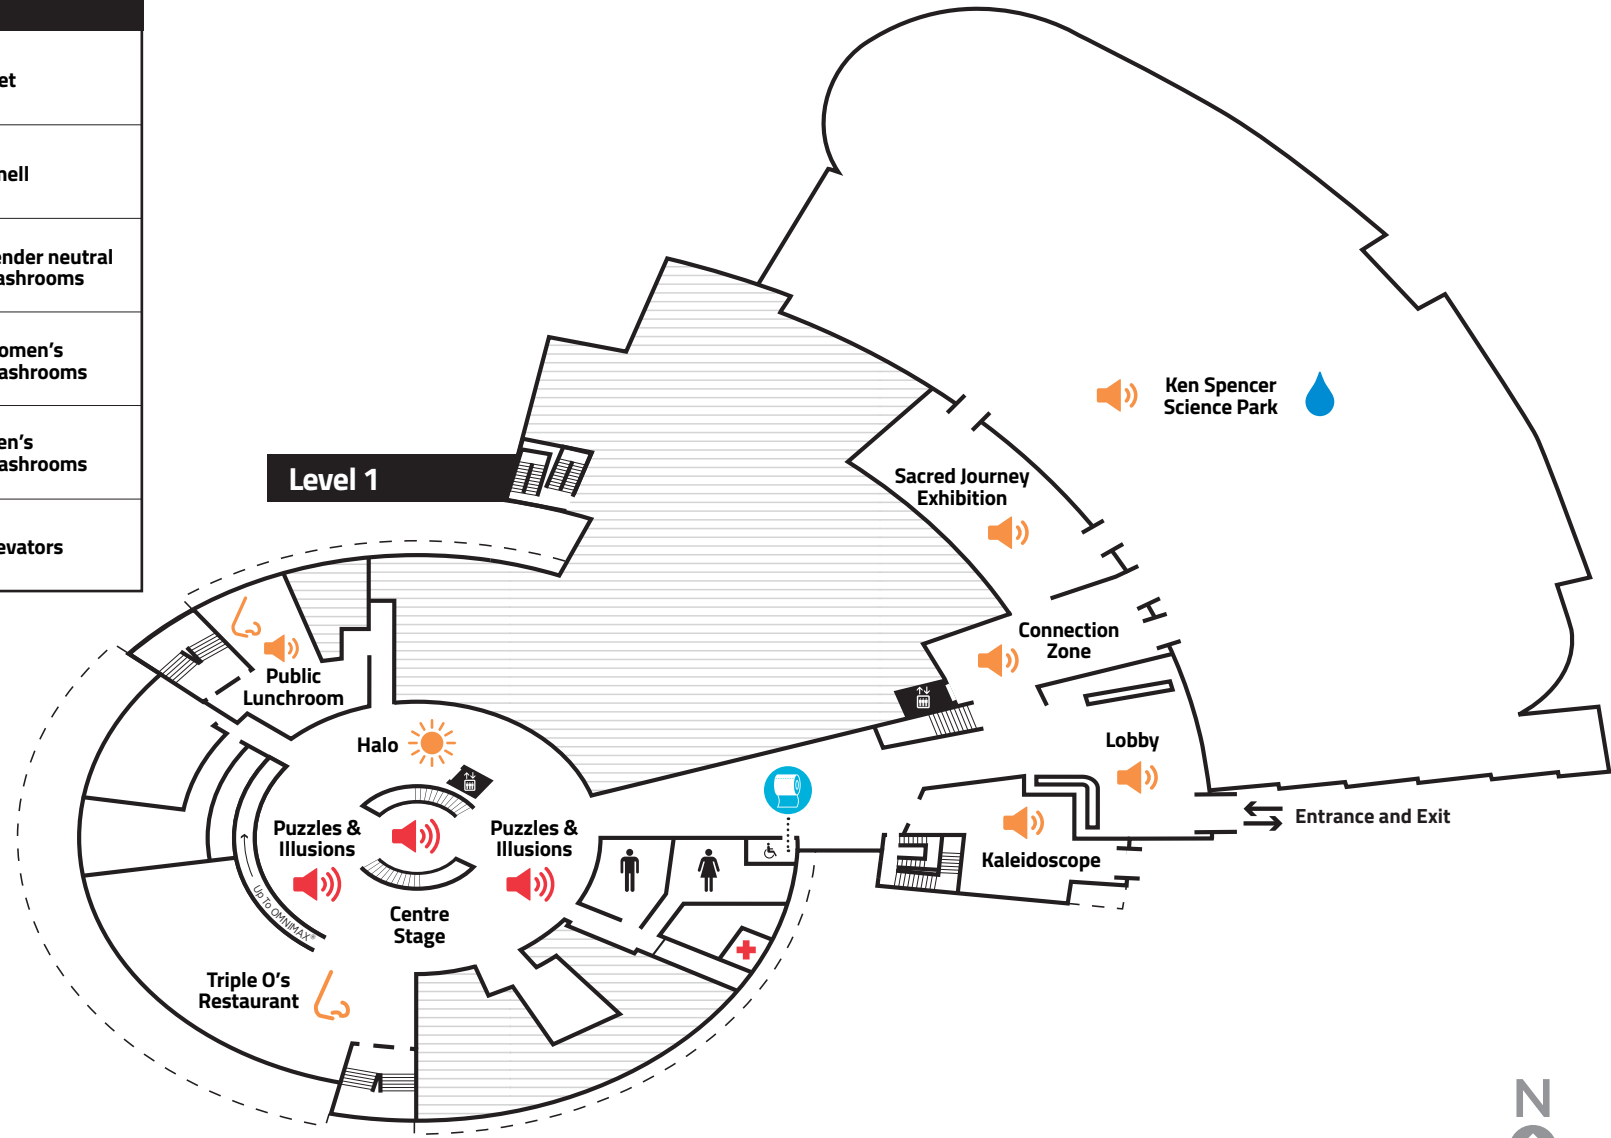 et
nell
ender neutral
ashrooms
omen's
ashrooms
en's
ashrooms
evators
Level 1
Ken Spencer
Science Park
Sacred Journey
Exhibition
Connection
Zone
Public
Lunchroom
Halo
Lobby
Entrance and Exit
Puzzles &
Illusions
Puzzles &
Illusions
Kaleidoscope
Up To OMNIMAX®
Centre
Stage
Triple O's
Restaurant
N